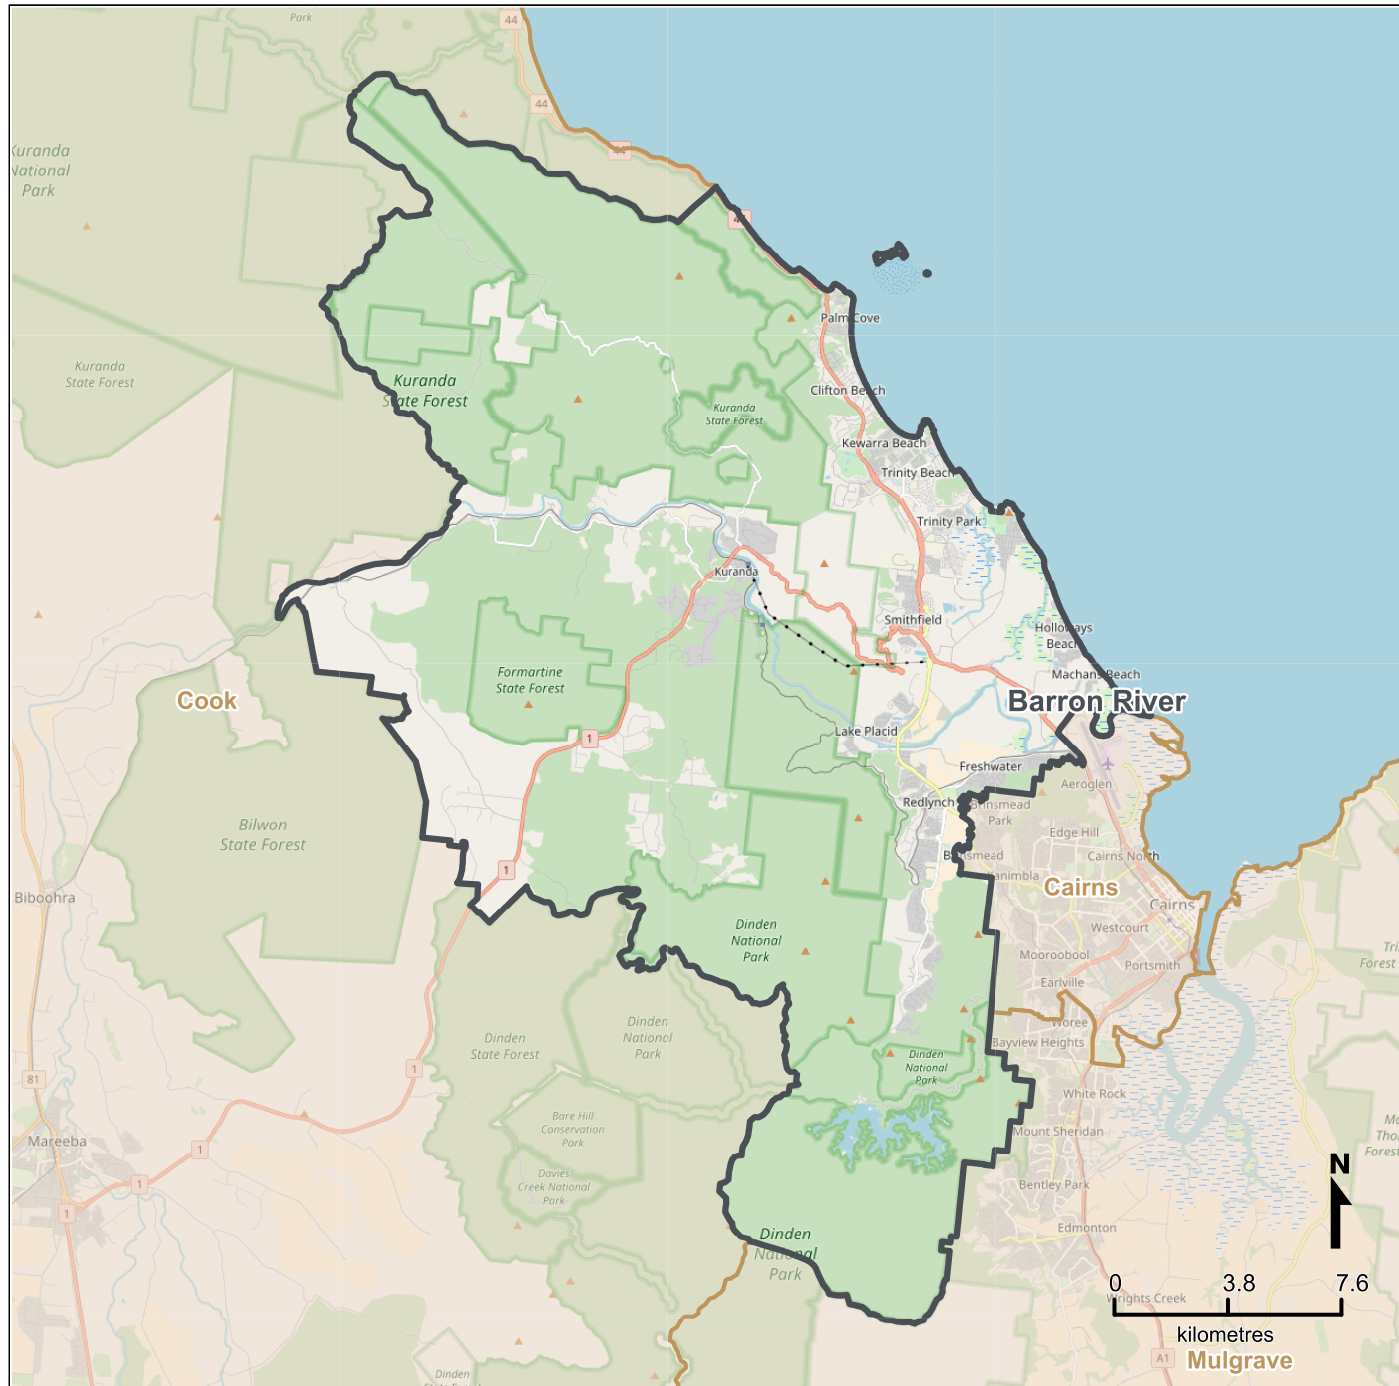 Park
44
44
44
44
Kuranda
National
Park
Palm Cove
Kuranda
State Forest
Kuranda
State Forest
Clifton Beach
Kuranda
State Forest
Kewarra Beach
Trinity Beach
Trinity Park
Kuranda
Smithfield
Holloways
Beach
Formartine
State Forest
Machans Beach
Cook
Barron River
1
Lake Placid
Freshwater
Aeroglen
Redlynch
Brinsmead
Park
Bilwon
State Forest
Edge Hill
Brinsmead
Cairns North
1
Kanimbla
Cairns
Biboohra
Cairns
Dinden
National
Park
Westcourt
Mooroobool
Portsmith
Earlville
Dinden
National
Park
Woree
Dinden
State Forest
Bayview Heights
1
Dinden
National
Park
81
White Rock
Bare Hill
Conservation
Park
Mount Sheridan
Mareeba
1
Davies
Creek National
Park
1
Bentley Park
N
1
Dinden
National
Park
Edmonton
0 3.8 7.6
Wrights Creek
kilometres
A1
Mulgrave
Dinden